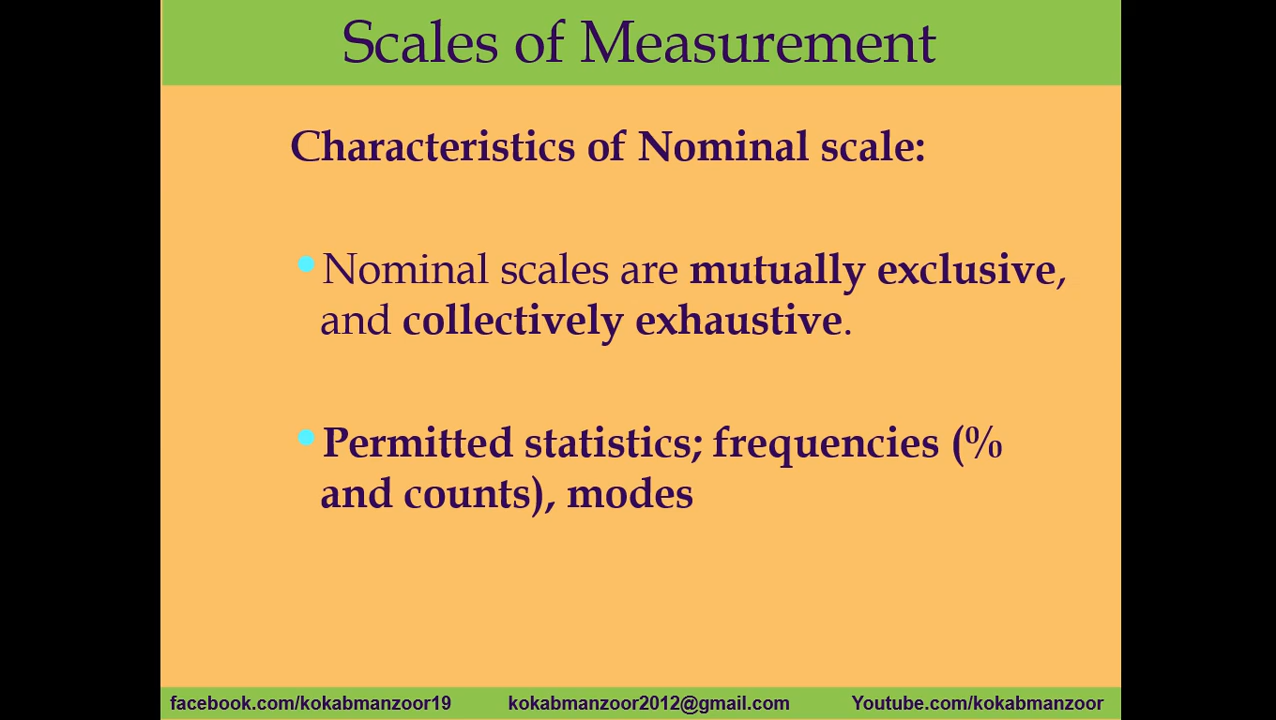 Scales of Measurement
Characteristics of Nominal scale:
•Nominal scales are mutually exclusive,
and collectively exhaustive.
•Permitted statistics; frequencies (%
and counts), modes
facebook.com/kokabmanzoor19 kokabmanzoor2012@gmail.com Youtube.com/kokabmanzoor